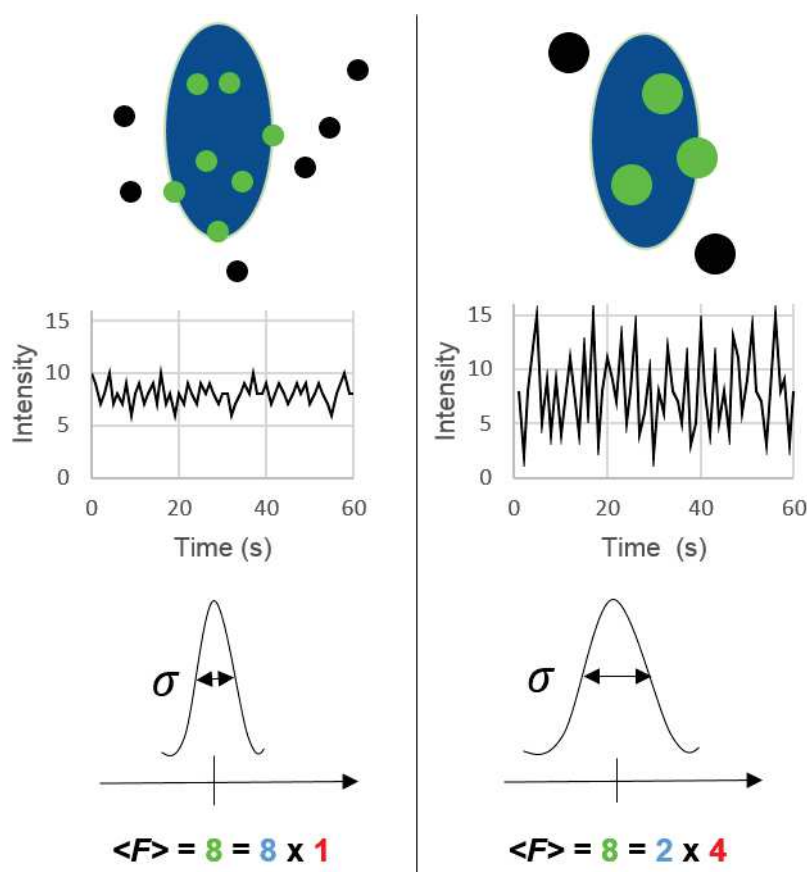 15
10
5
0
Intensity
0 20 40 60
Time (s)
σ
<F> = 8 = 8 x 1
15
10
5
0
Intensity
0 20 40 60
Time (s)
σ
<F> = 8 = 2 x 4